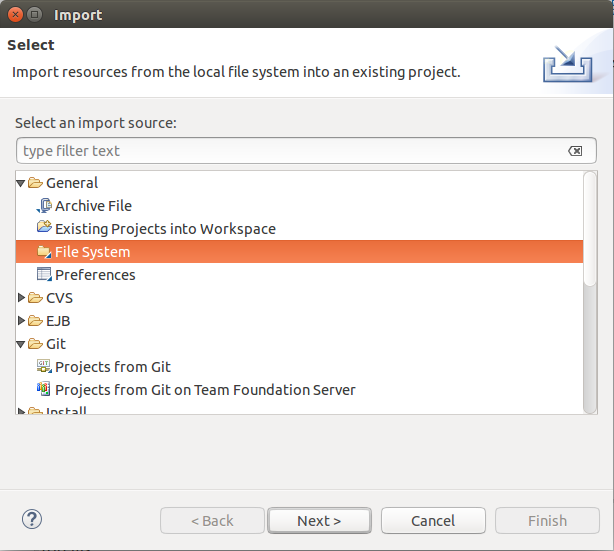 Import
Select
Import resources from the local file system into an existing project.
Select an import source:
type filter text
General
Archive File
Existing Projects into Workspace
File System
Preferences
CVS
EJB
Git
GIT
Projects from Git
Projects from Git on Team Foundation Server
Install
< Back
Next >
Cancel
Finish